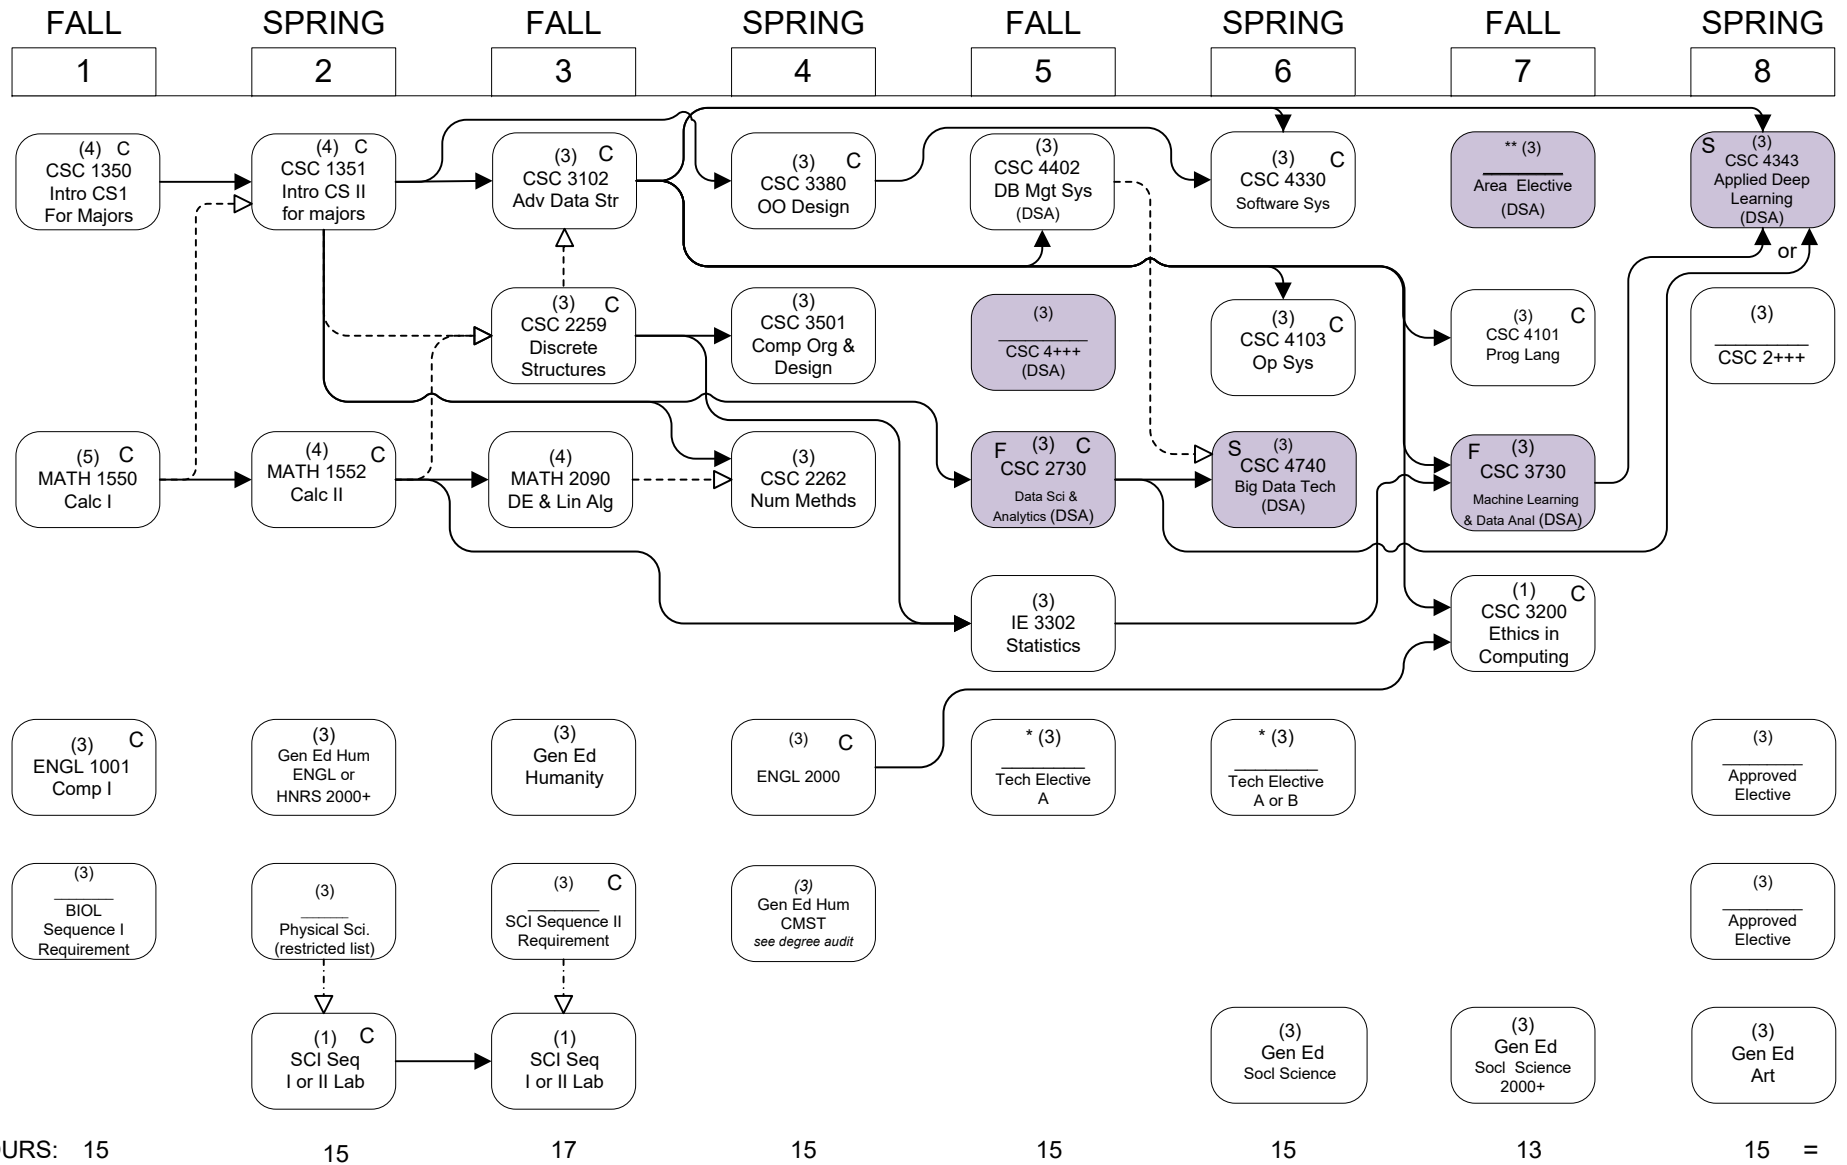 FALL SPRING FALL SPRING FALL SPRING FALL SPRING
1 2 3 4 5 6 7 8
(4) C
CSC 1350
Intro CS1
For Majors
(4) C
CSC 1351
Intro CS II
for majors
(3) C
CSC 3102
Adv Data Str
(3) C
CSC 3380
OO Design
(3)
CSC 4402
DB Mgt Sys
(DSA)
(3) C
CSC 4330
Software Sys
** (3)
Area Elective
(DSA)
S (3)
CSC 4343
Applied Deep
Learning
(DSA)
or
(3) C
CSC 2259
Discrete
Structures
(3)
CSC 3501
Comp Org &
Design
(3)
CSC 4+++
(DSA)
(3) C
CSC 4103
Op Sys
(3) C
CSC 4101
Prog Lang
(3)
CSC 2+++
(5) C
MATH 1550
Calc I
(4) C
MATH 1552
Calc II
(4)
MATH 2090
DE & Lin Alg
(3)
CSC 2262
Num Methds
F (3) C
CSC 2730
Data Sci &
Analytics (DSA)
S (3)
CSC 4740
Big Data Tech
(DSA)
F (3)
CSC 3730
Machine Learning
& Data Anal (DSA)
(3)
IE 3302
Statistics
(1) C
CSC 3200
Ethics in
Computing
(3) C
ENGL 1001
Comp I
(3)
Gen Ed Hum
ENGL or
HNRS 2000+
(3)
Gen Ed
Humanity
(3) C
ENGL 2000
* (3)
Tech Elective
A
* (3)
Tech Elective
A or B
(3)
Approved
Elective
(3)
BIOL
Sequence I
Requirement
(3)
Physical Sci.
(restricted list)
(3) C
SCI Sequence II
Requirement
(3)
Gen Ed Hum
CMST
see degree audit
(3)
Approved
Elective
(1) C
SCI Seq
I or II Lab
(1)
SCI Seq
I or II Lab
(3)
Gen Ed
Socl Science
(3)
Gen Ed
Socl Science
2000+
(3)
Gen Ed
Art
OURS: 15 15 17 15 15 15 13 15 =